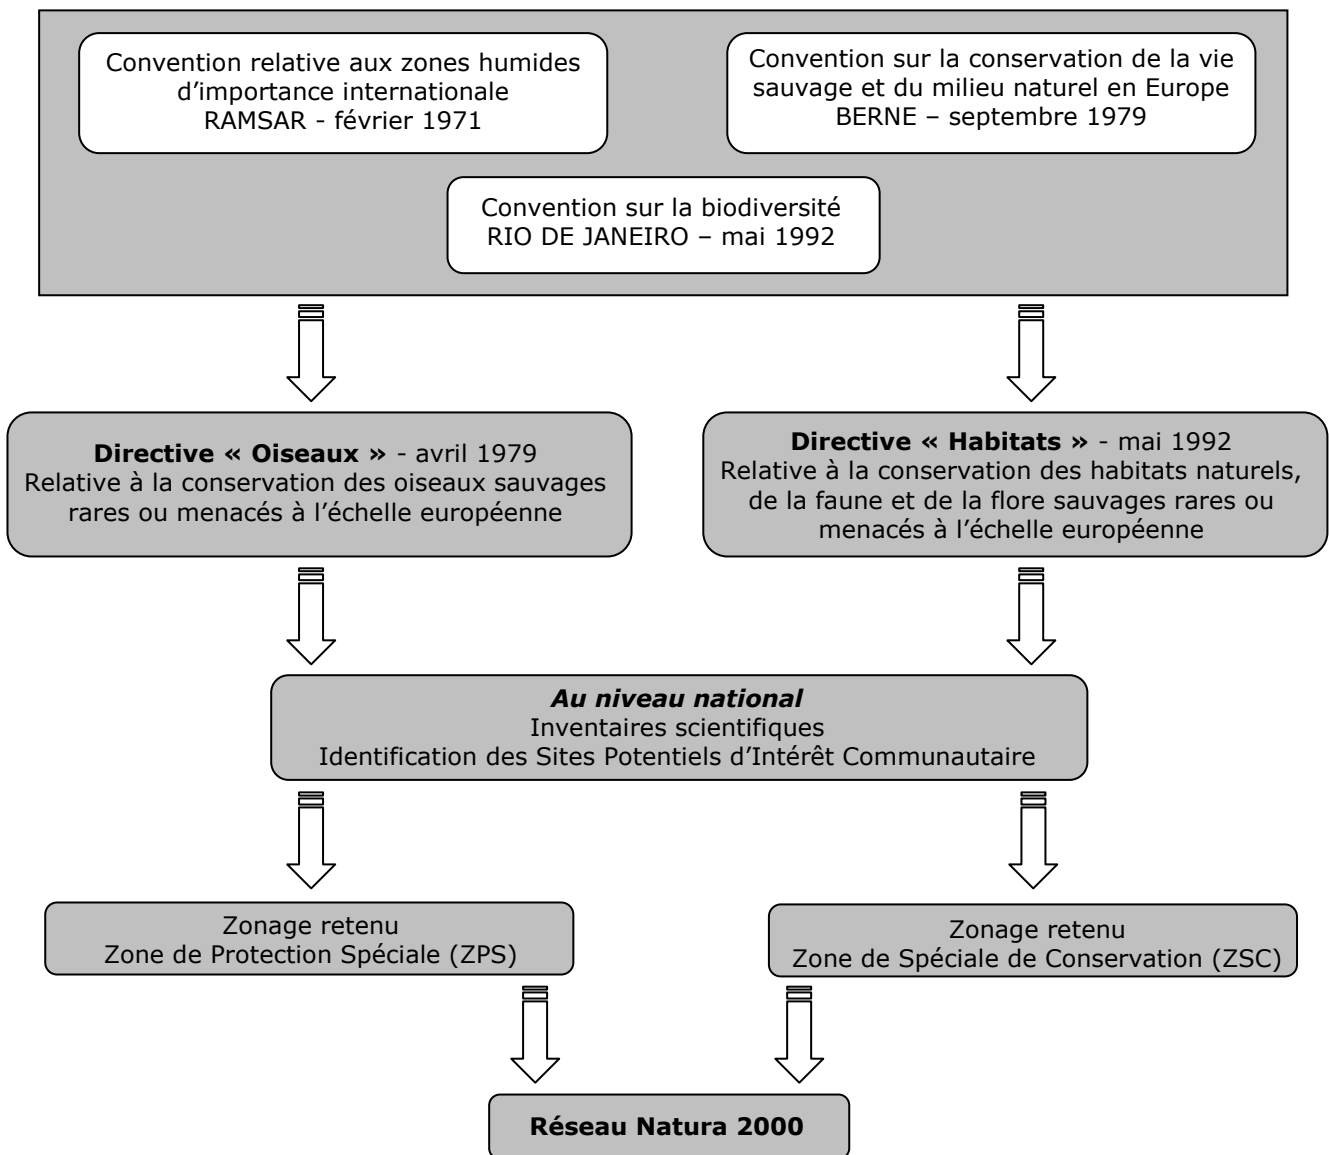 Convention relative aux zones humides
d’importance internationale
RAMSAR - février 1971
Convention sur la conservation de la vie
sauvage et du milieu naturel en Europe
BERNE – septembre 1979
Convention sur la biodiversité
RIO DE JANEIRO – mai 1992
Directive « Oiseaux » - avril 1979
Relative à la conservation des oiseaux sauvages
rares ou menacés à l’échelle européenne
Directive « Habitats » - mai 1992
Relative à la conservation des habitats naturels,
de la faune et de la flore sauvages rares ou
menacés à l’échelle européenne
Au niveau national
Inventaires scientifiques
Identification des Sites Potentiels d’Intérêt Communautaire
Zonage retenu
Zone de Protection Spéciale (ZPS)
Zonage retenu
Zone de Spéciale de Conservation (ZSC)
Réseau Natura 2000